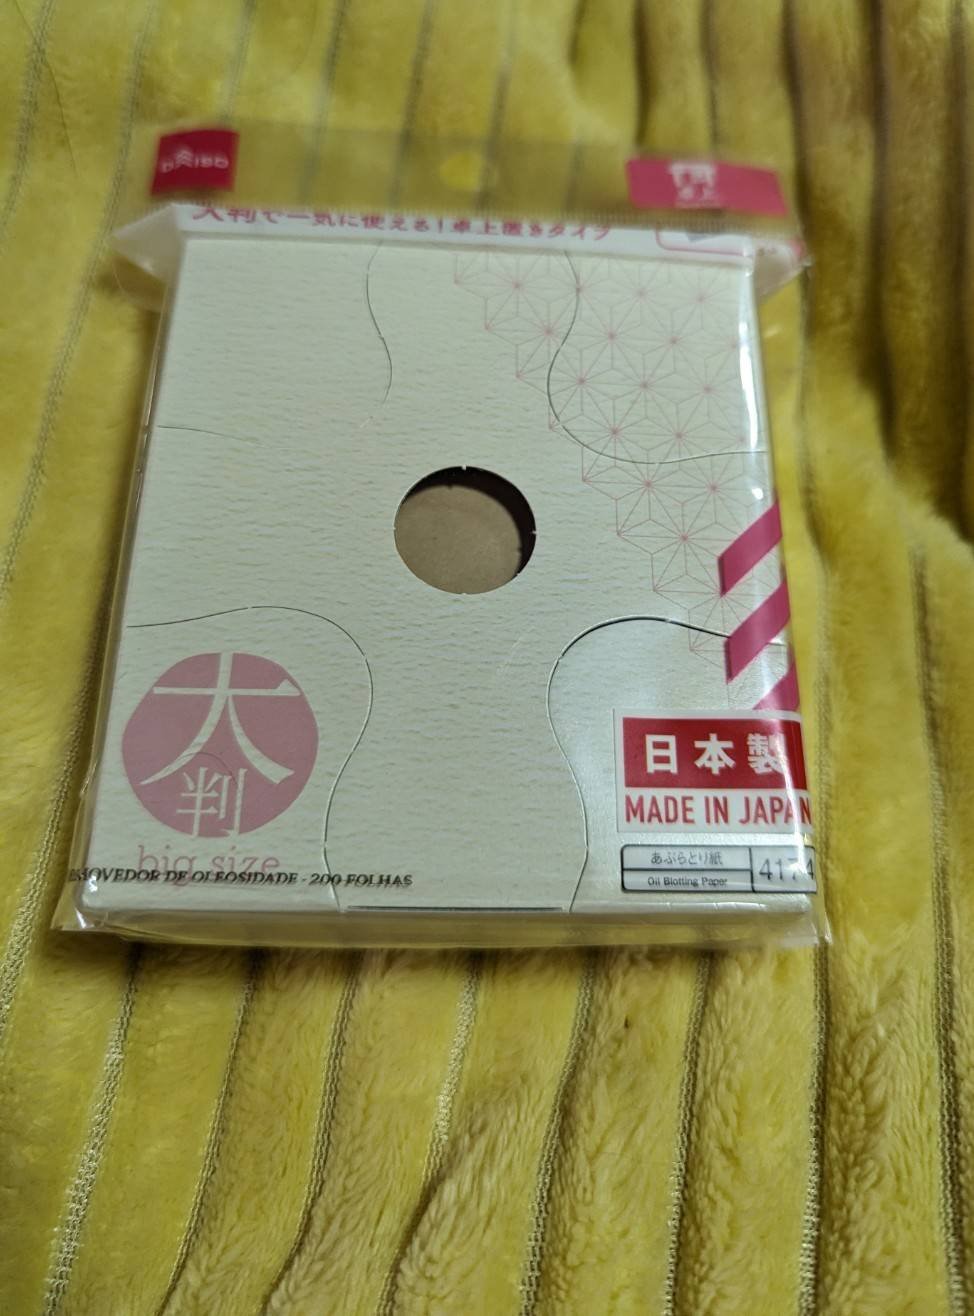 DAISO
大判で一気に使える!卓上置きタイプ
大
判
big size
REMOVEDOR DE OLEOSIDADE - 200 FOLHAS
日本製
MADE IN JAPAN
あぶらとり紙
Oil Blotting Paper
4174